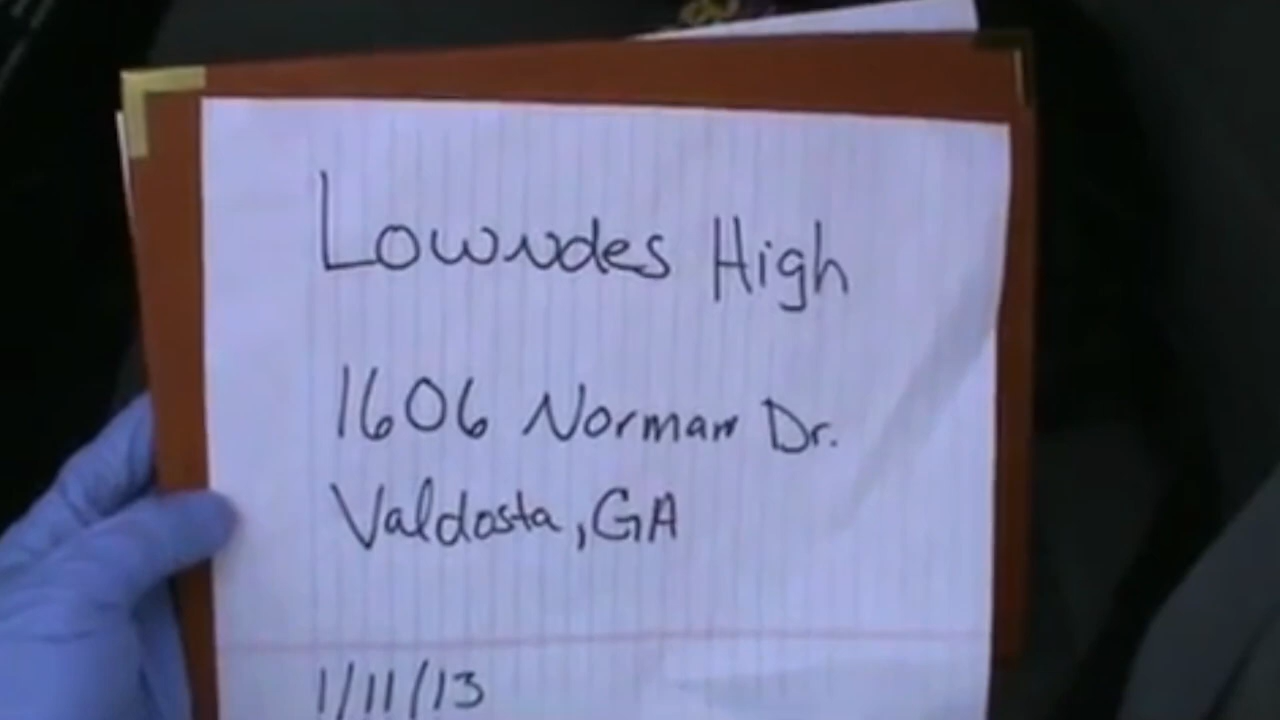 Lowndes High
1606 Norman Dr.
Valdosta, GA
1/11/13